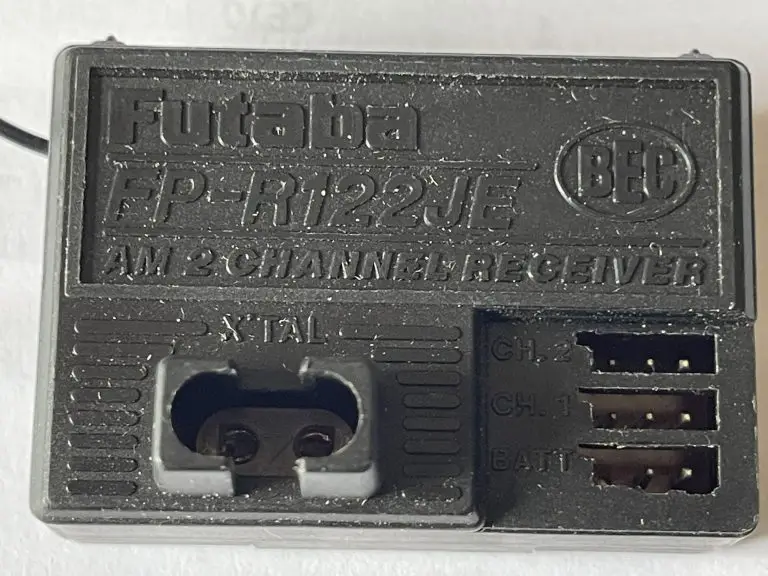 Futaba
BEC
FP-R122JE
AM 2 CHANNEL RECEIVER
X'TAL
CH. 2
CH. 1
BATT